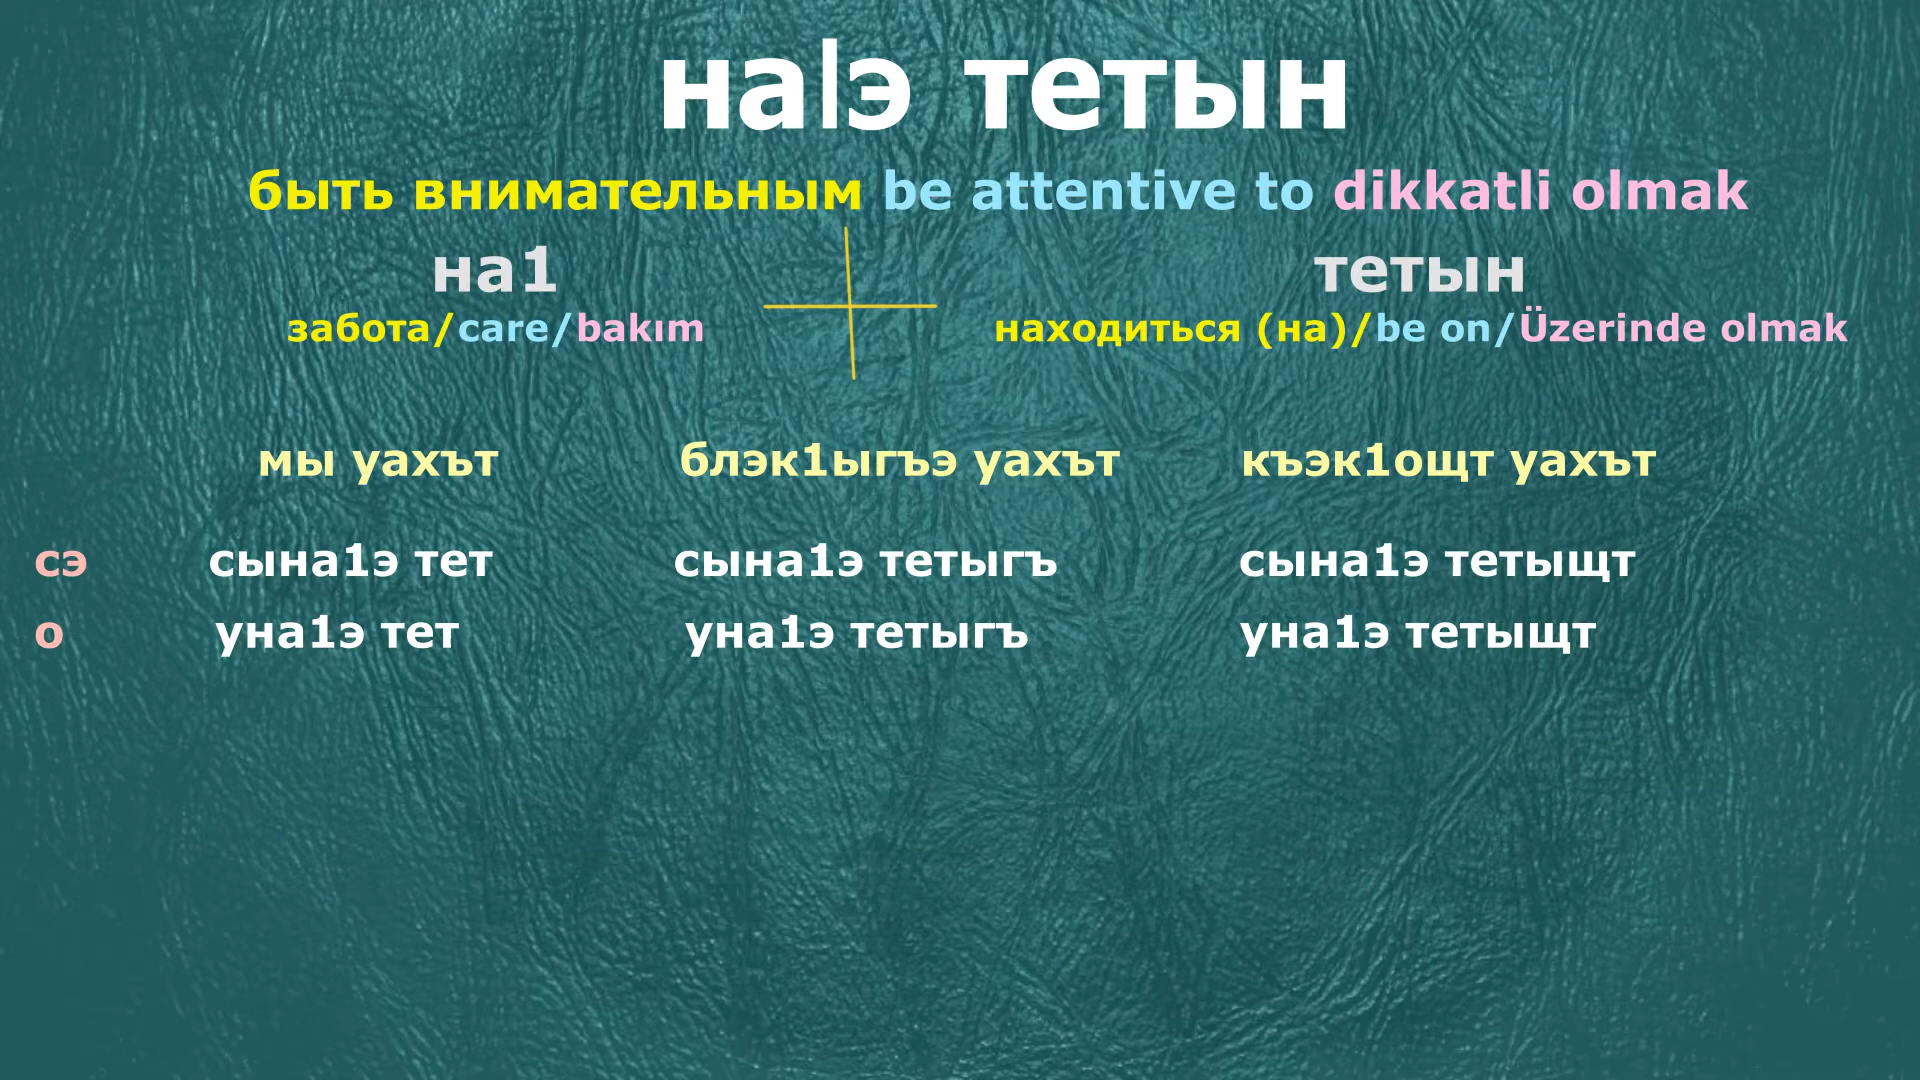 наӏэ тетын
быть внимательным be attentive to dikkatli olmak
на1 тетын
забота/care/bakım находиться (на)/be on/Üzerinde olmak
мы уахът блэк1ыгъэ уахът къэк1ощт уахът
сэ сына1э тет сына1э тетыгъ сына1э тетыщт
о уна1э тет уна1э тетыгъ уна1э тетыщт